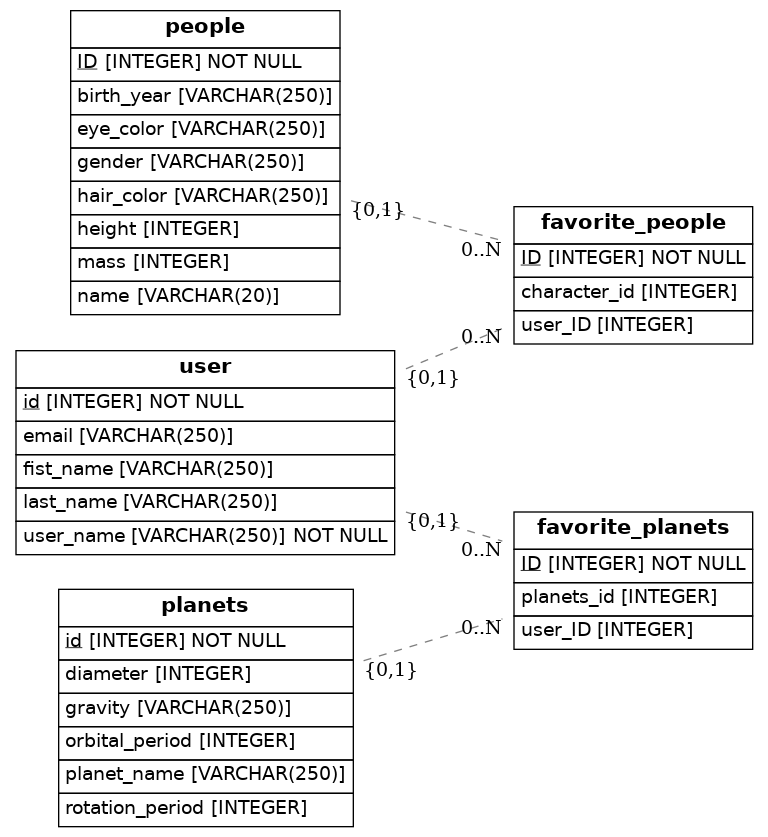 people
ID [INTEGER] NOT NULL
birth_year [VARCHAR(250)]
eye_color [VARCHAR(250)]
gender [VARCHAR(250)]
hair_color [VARCHAR(250)]
height [INTEGER]
mass [INTEGER]
name [VARCHAR(20)]
{0,1}
0..N
favorite_people
ID [INTEGER] NOT NULL
character_id [INTEGER]
user_ID [INTEGER]
0..N
{0,1}
user
id [INTEGER] NOT NULL
email [VARCHAR(250)]
fist_name [VARCHAR(250)]
last_name [VARCHAR(250)]
user_name [VARCHAR(250)] NOT NULL
{0,1}
0..N
favorite_planets
ID [INTEGER] NOT NULL
planets_id [INTEGER]
user_ID [INTEGER]
0..N
{0,1}
planets
id [INTEGER] NOT NULL
diameter [INTEGER]
gravity [VARCHAR(250)]
orbital_period [INTEGER]
planet_name [VARCHAR(250)]
rotation_period [INTEGER]